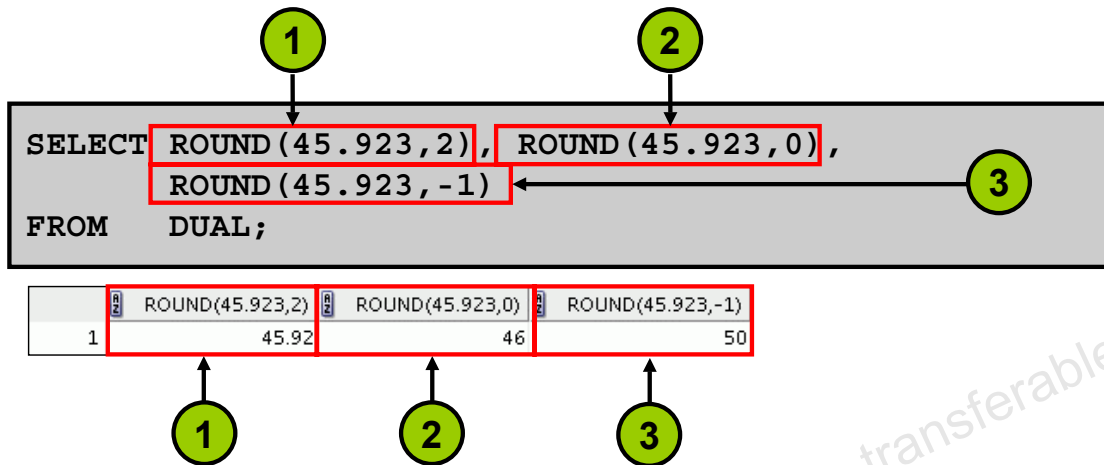 1 2
SELECT ROUND(45.923,2), ROUND(45.923,0),
ROUND(45.923,-1) 3
FROM DUAL;
ROUND(45.923,2) ROUND(45.923,0) ROUND(45.923,-1)
1 45.92 46 50
1 2 3
transferable